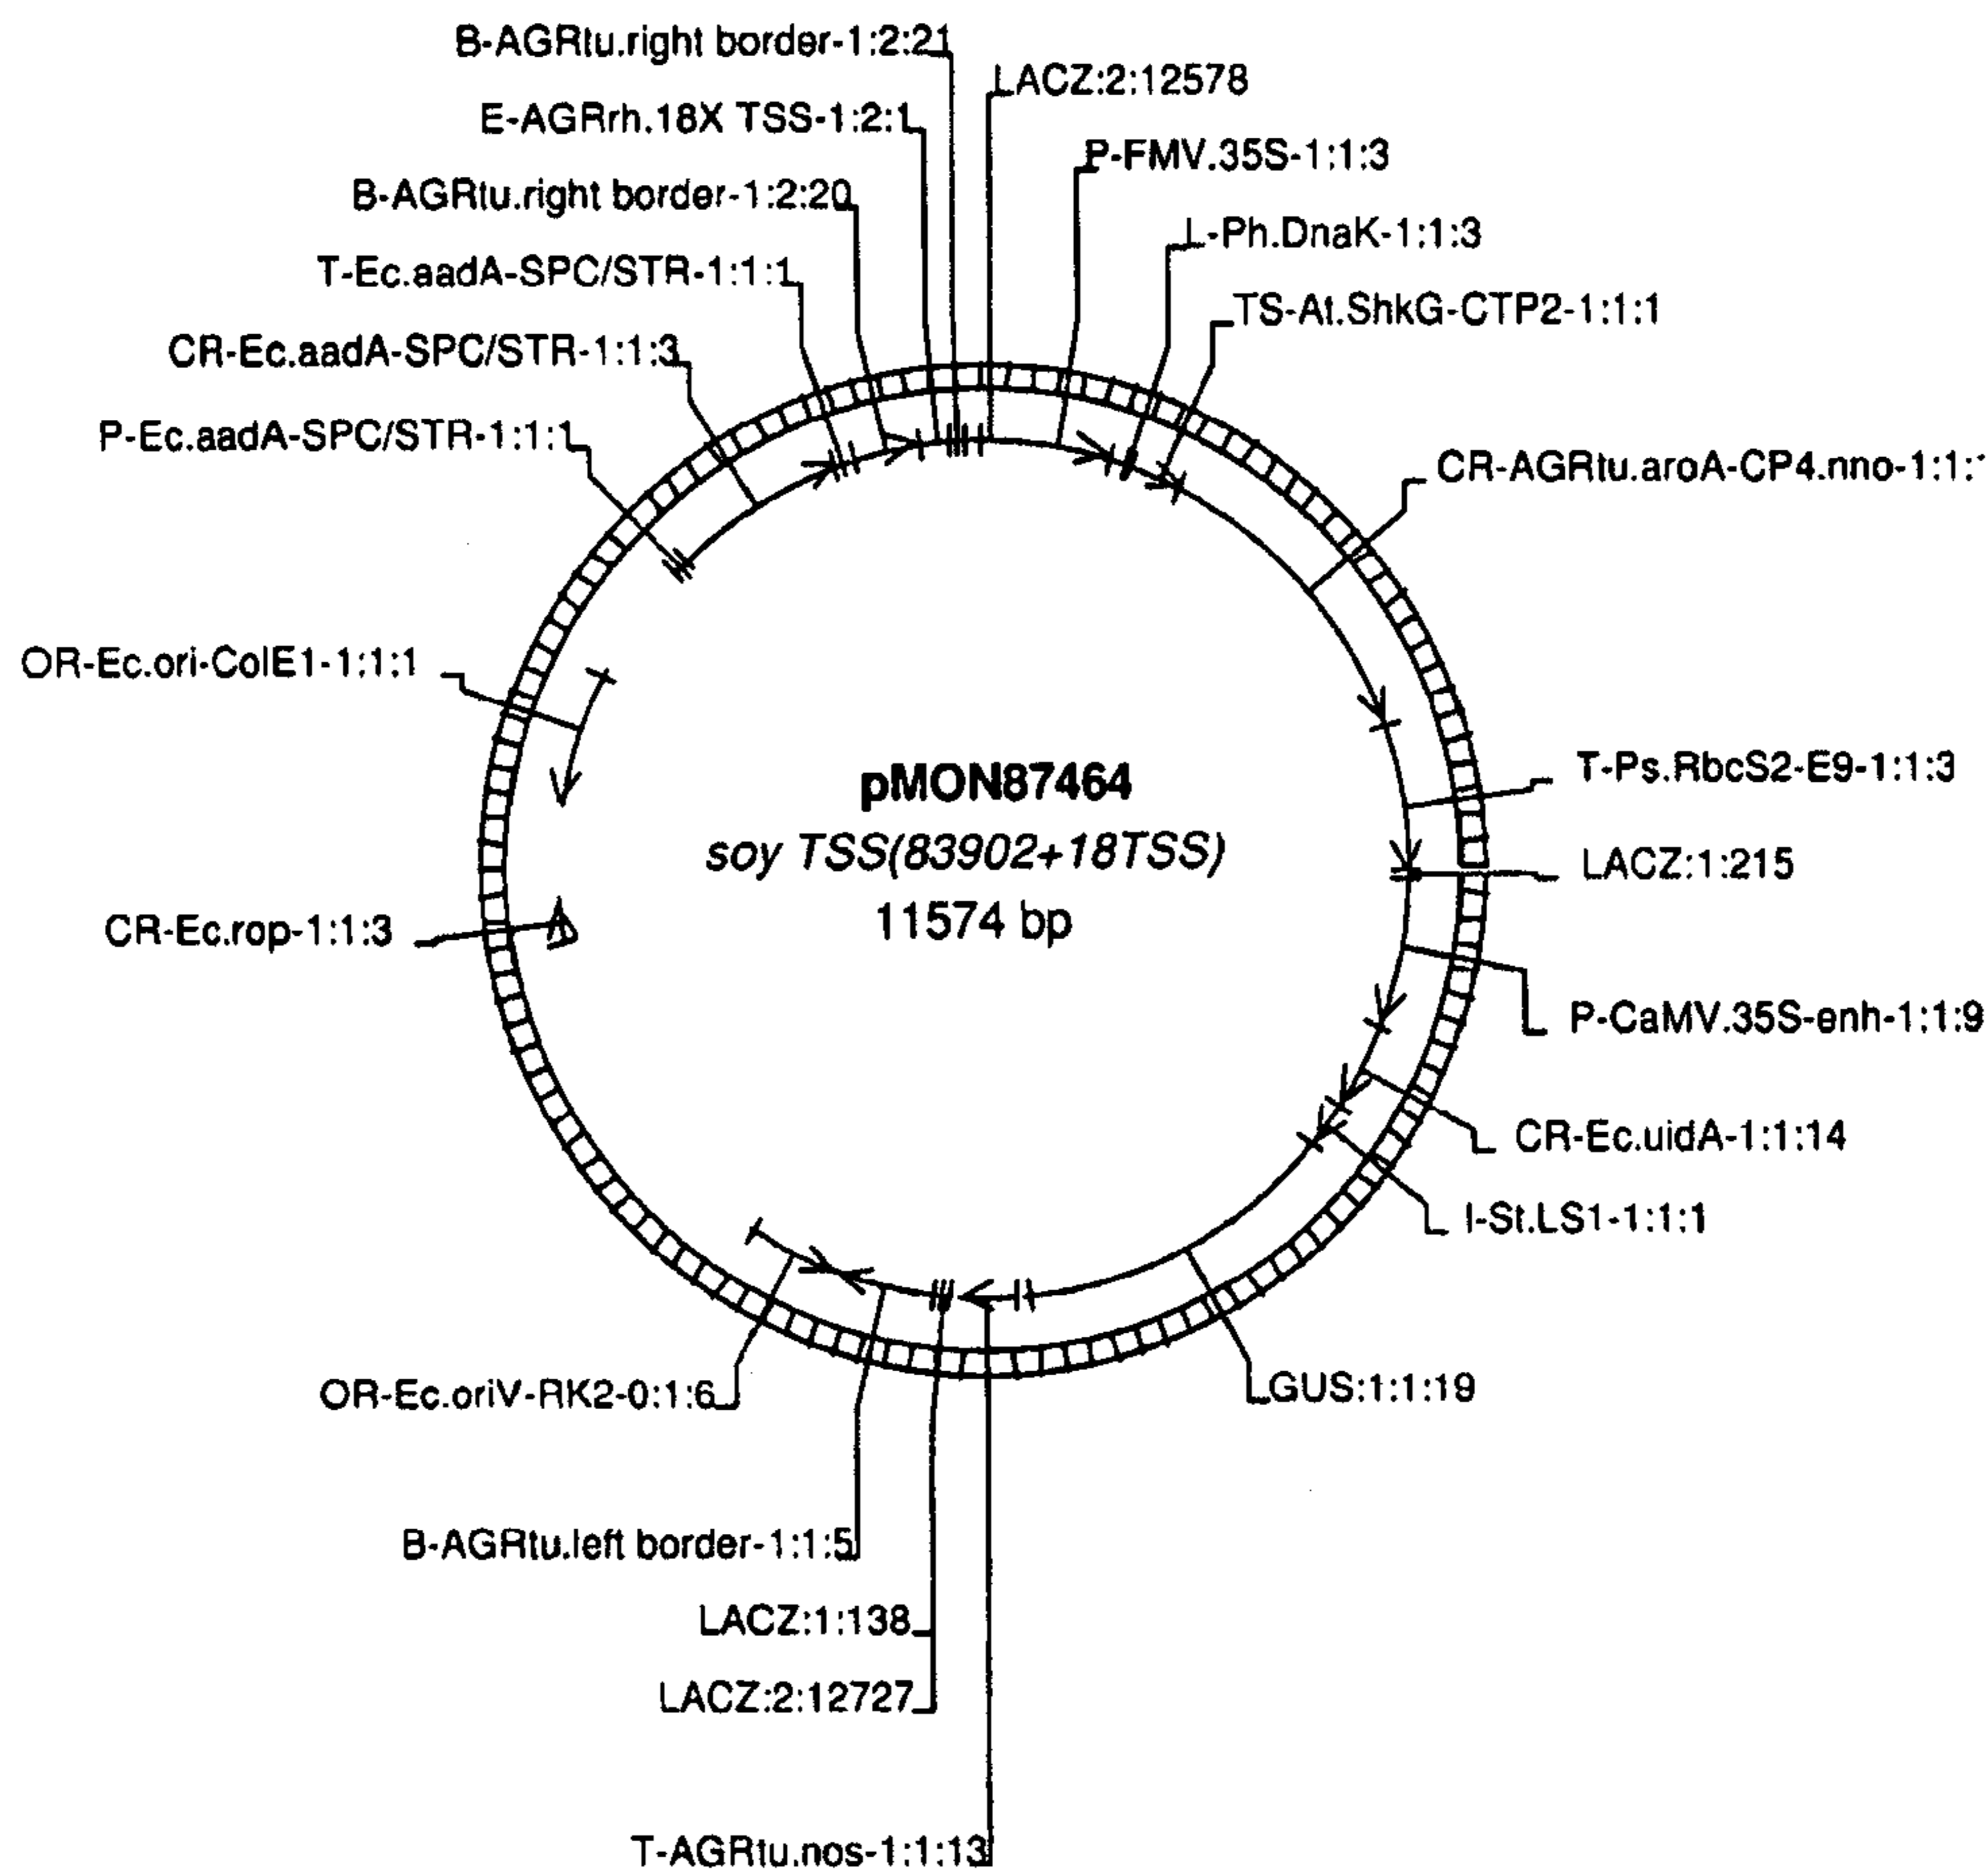 B-AGRtu.right border-1:2:21
LACZ:2:12578
E-AGRrh.18X TSS-1:2:1
P-FMV.35S-1:1:3
B-AGRtu.right border-1:2:20
L-Ph.DnaK-1:1:3
T-Ec.aadA-SPC/STR-1:1:1
TS-At.ShkG-CTP2-1:1:1
CR-Ec.aadA-SPC/STR-1:1:3
P-Ec.aadA-SPC/STR-1:1:1
CR-AGRtu.aroA-CP4.nno-1:1:
OR-Ec.ori-ColE1-1:1:1
pMON87464
T-Ps.RbcS2-E9-1:1:3
soy TSS(83902+18TSS)
LACZ:1:215
11574 bp
CR-Ec.rop-1:1:3
P-CaMV.35S-enh-1:1:9
CR-Ec.uidA-1:1:14
I-St.LS1-1:1:1
OR-Ec.oriV-RK2-0:1:6
GUS:1:1:19
B-AGRtu.left border-1:1:5
LACZ:1:138
LACZ:2:12727
T-AGRtu.nos-1:1:13